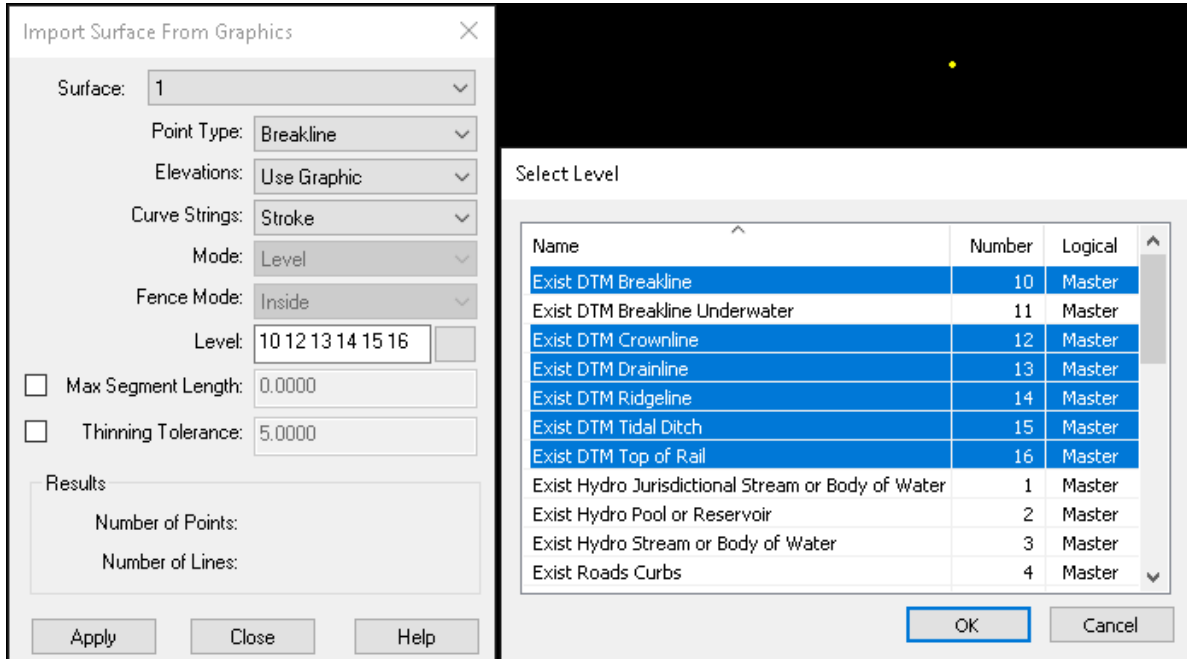 Import Surface From Graphics
Surface: 1
Point Type: Breakline
Elevations: Use Graphic
Curve Strings: Stroke
Mode: Level
Fence Mode: Inside
Level: 10 12 13 14 15 16
Max Segment Length: 0.0000
Thinning Tolerance: 5.0000
Results
Number of Points:
Number of Lines:
Apply Close Help
Select Level
Name Number Logical
Exist DTM Breakline 10 Master
Exist DTM Breakline Underwater 11 Master
Exist DTM Crownline 12 Master
Exist DTM Drainline 13 Master
Exist DTM Ridgeline 14 Master
Exist DTM Tidal Ditch 15 Master
Exist DTM Top of Rail 16 Master
Exist Hydro Jurisdictional Stream or Body of Water 1 Master
Exist Hydro Pool or Reservoir 2 Master
Exist Hydro Stream or Body of Water 3 Master
Exist Roads Curbs 4 Master
OK Cancel